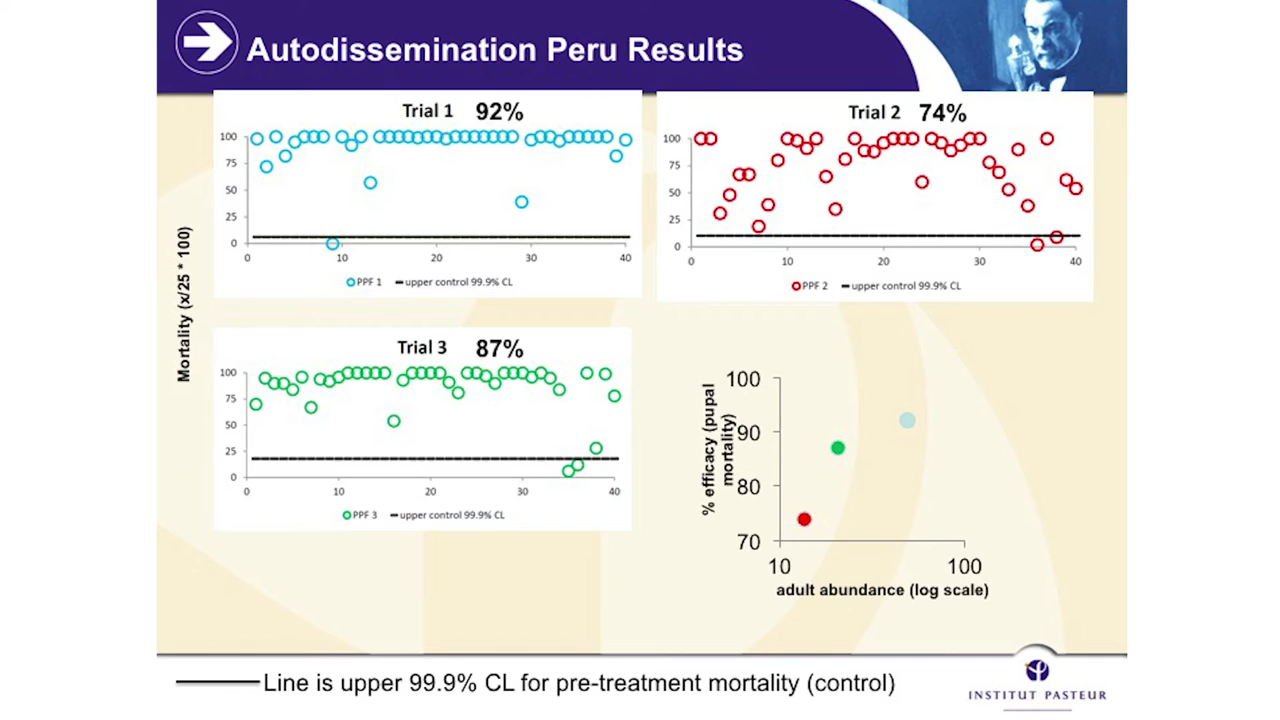 Autodissemination Peru Results
Trial 1 92%
100
75
50
25
0
0 10 20 30 40
PPF 1 upper control 99.9% CL
Trial 2 74%
100
75
50
25
0
0 10 20 30 40
PPF 2 upper control 99.9% CL
Mortality (x/25 * 100)
Trial 3 87%
100
75
50
25
0
0 10 20 30 40
PPF 3 upper control 99.9% CL
% efficacy (pupal
mortality)
100
90
80
70
10 100
adult abundance (log scale)
Line is upper 99.9% CL for pre-treatment mortality (control)
INSTITUT PASTEUR